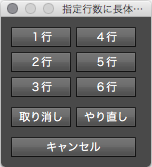 指定行数に長体…
1 行 4 行
2 行 5 行
3 行 6 行
取り消し やり直し
キャンセル